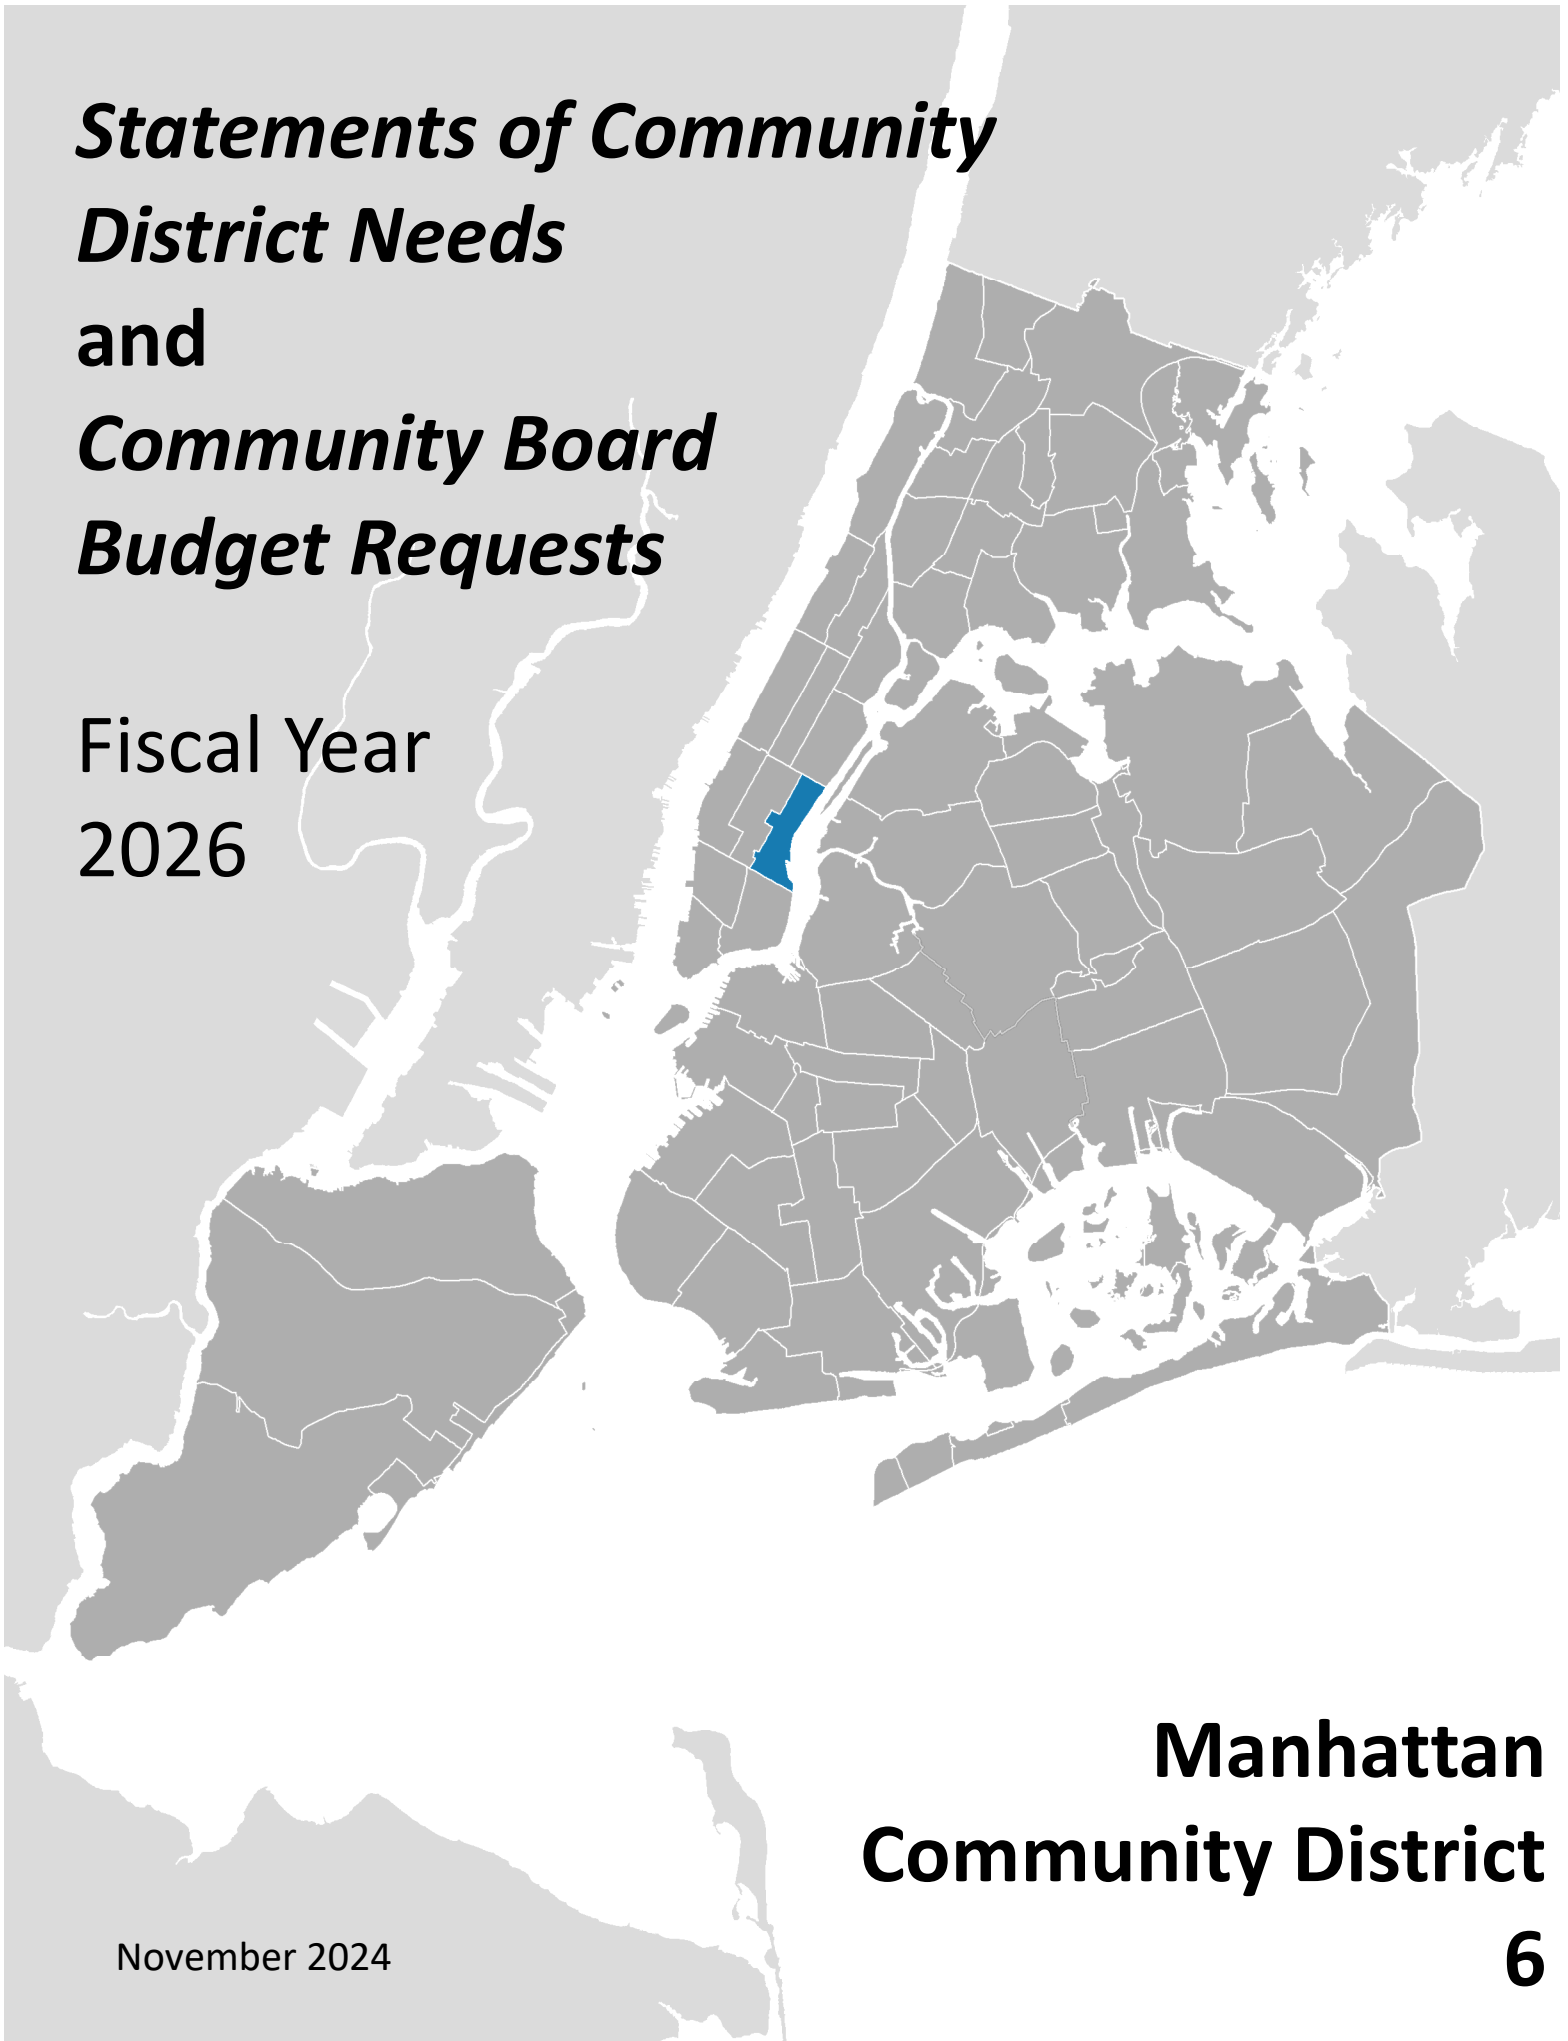 Statements of Community
District Needs
and
Community Board
Budget Requests
Fiscal Year
2026
Manhattan
Community District
6
November 2024